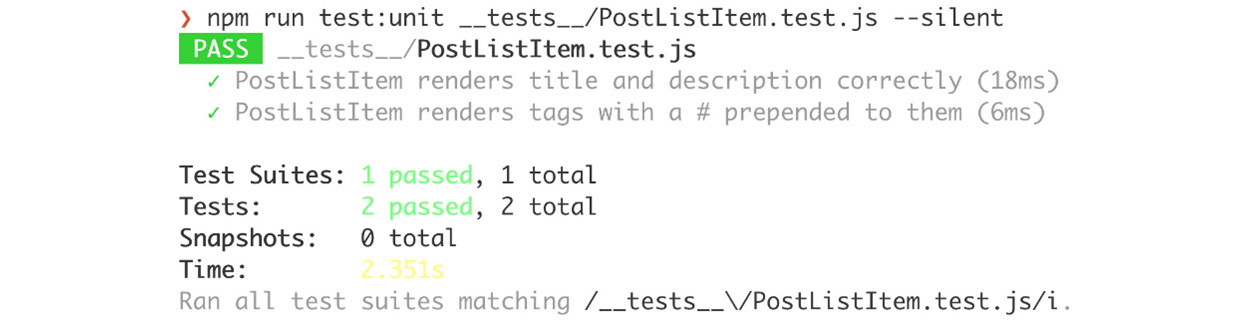 ❯ npm run test:unit __tests__/PostListItem.test.js --silent
PASS __tests__/PostListItem.test.js
✓ PostListItem renders title and description correctly (18ms)
✓ PostListItem renders tags with a # prepended to them (6ms)
Test Suites: 1 passed, 1 total
Tests: 2 passed, 2 total
Snapshots: 0 total
Time: 2.351s
Ran all test suites matching /__tests__\/PostListItem.test.js/i.